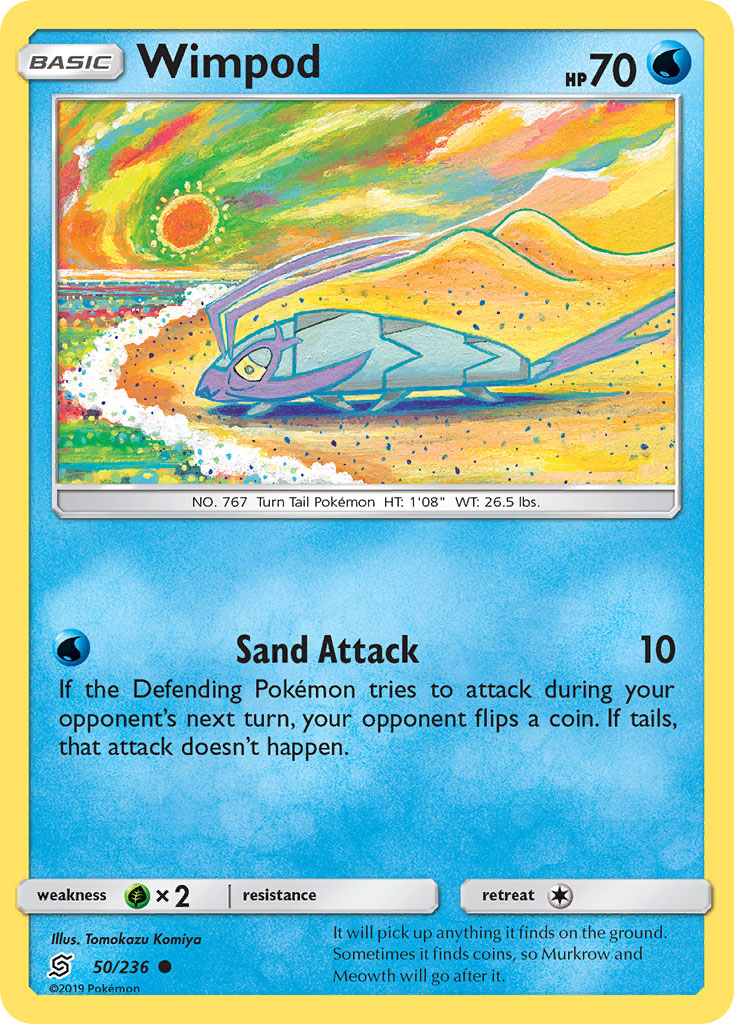 BASIC Wimpod HP 70
NO. 767 Turn Tail Pokémon HT: 1'08" WT: 26.5 lbs.
Sand Attack 10
If the Defending Pokémon tries to attack during your
opponent's next turn, your opponent flips a coin. If tails,
that attack doesn't happen.
weakness ×2 resistance retreat
Illus. Tomokazu Komiya
50/236
©2019 Pokémon
It will pick up anything it finds on the ground.
Sometimes it finds coins, so Murkrow and
Meowth will go after it.